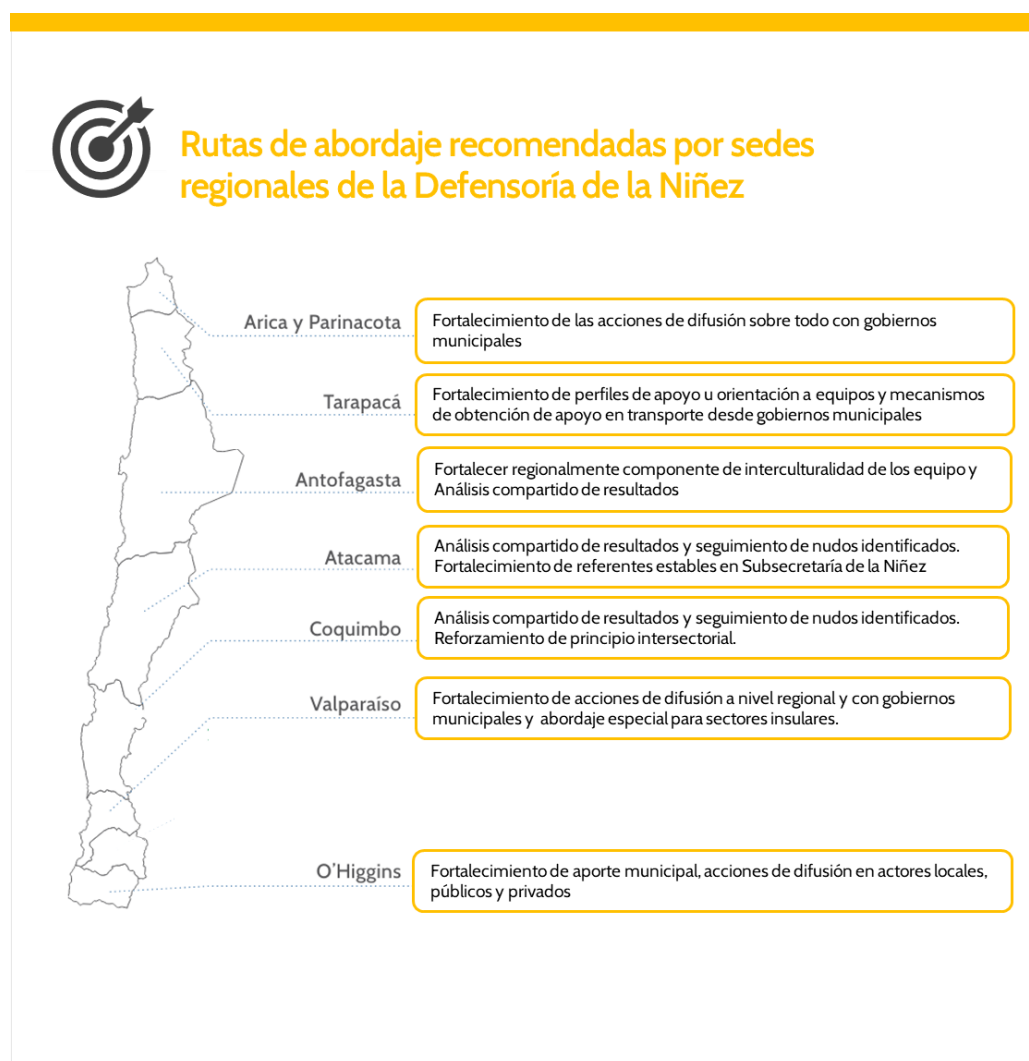 Rutas de abordaje recomendadas por sedes
regionales de la Defensoría de la Niñez
Arica y Parinacota
Fortalecimiento de las acciones de difusión sobre todo con gobiernos
municipales
Tarapacá
Fortalecimiento de perfiles de apoyo u orientación a equipos y mecanismos
de obtención de apoyo en transporte desde gobiernos municipales
Antofagasta
Fortalecer regionalmente componente de interculturalidad de los equipo y
Análisis compartido de resultados
Atacama
Análisis compartido de resultados y seguimiento de nudos identificados.
Fortalecimiento de referentes estables en Subsecretaría de la Niñez
Coquimbo
Análisis compartido de resultados y seguimiento de nudos identificados.
Reforzamiento de principio intersectorial.
Valparaíso
Fortalecimiento de acciones de difusión a nivel regional y con gobiernos
municipales y abordaje especial para sectores insulares.
O'Higgins
Fortalecimiento de aporte municipal, acciones de difusión en actores locales,
públicos y privados